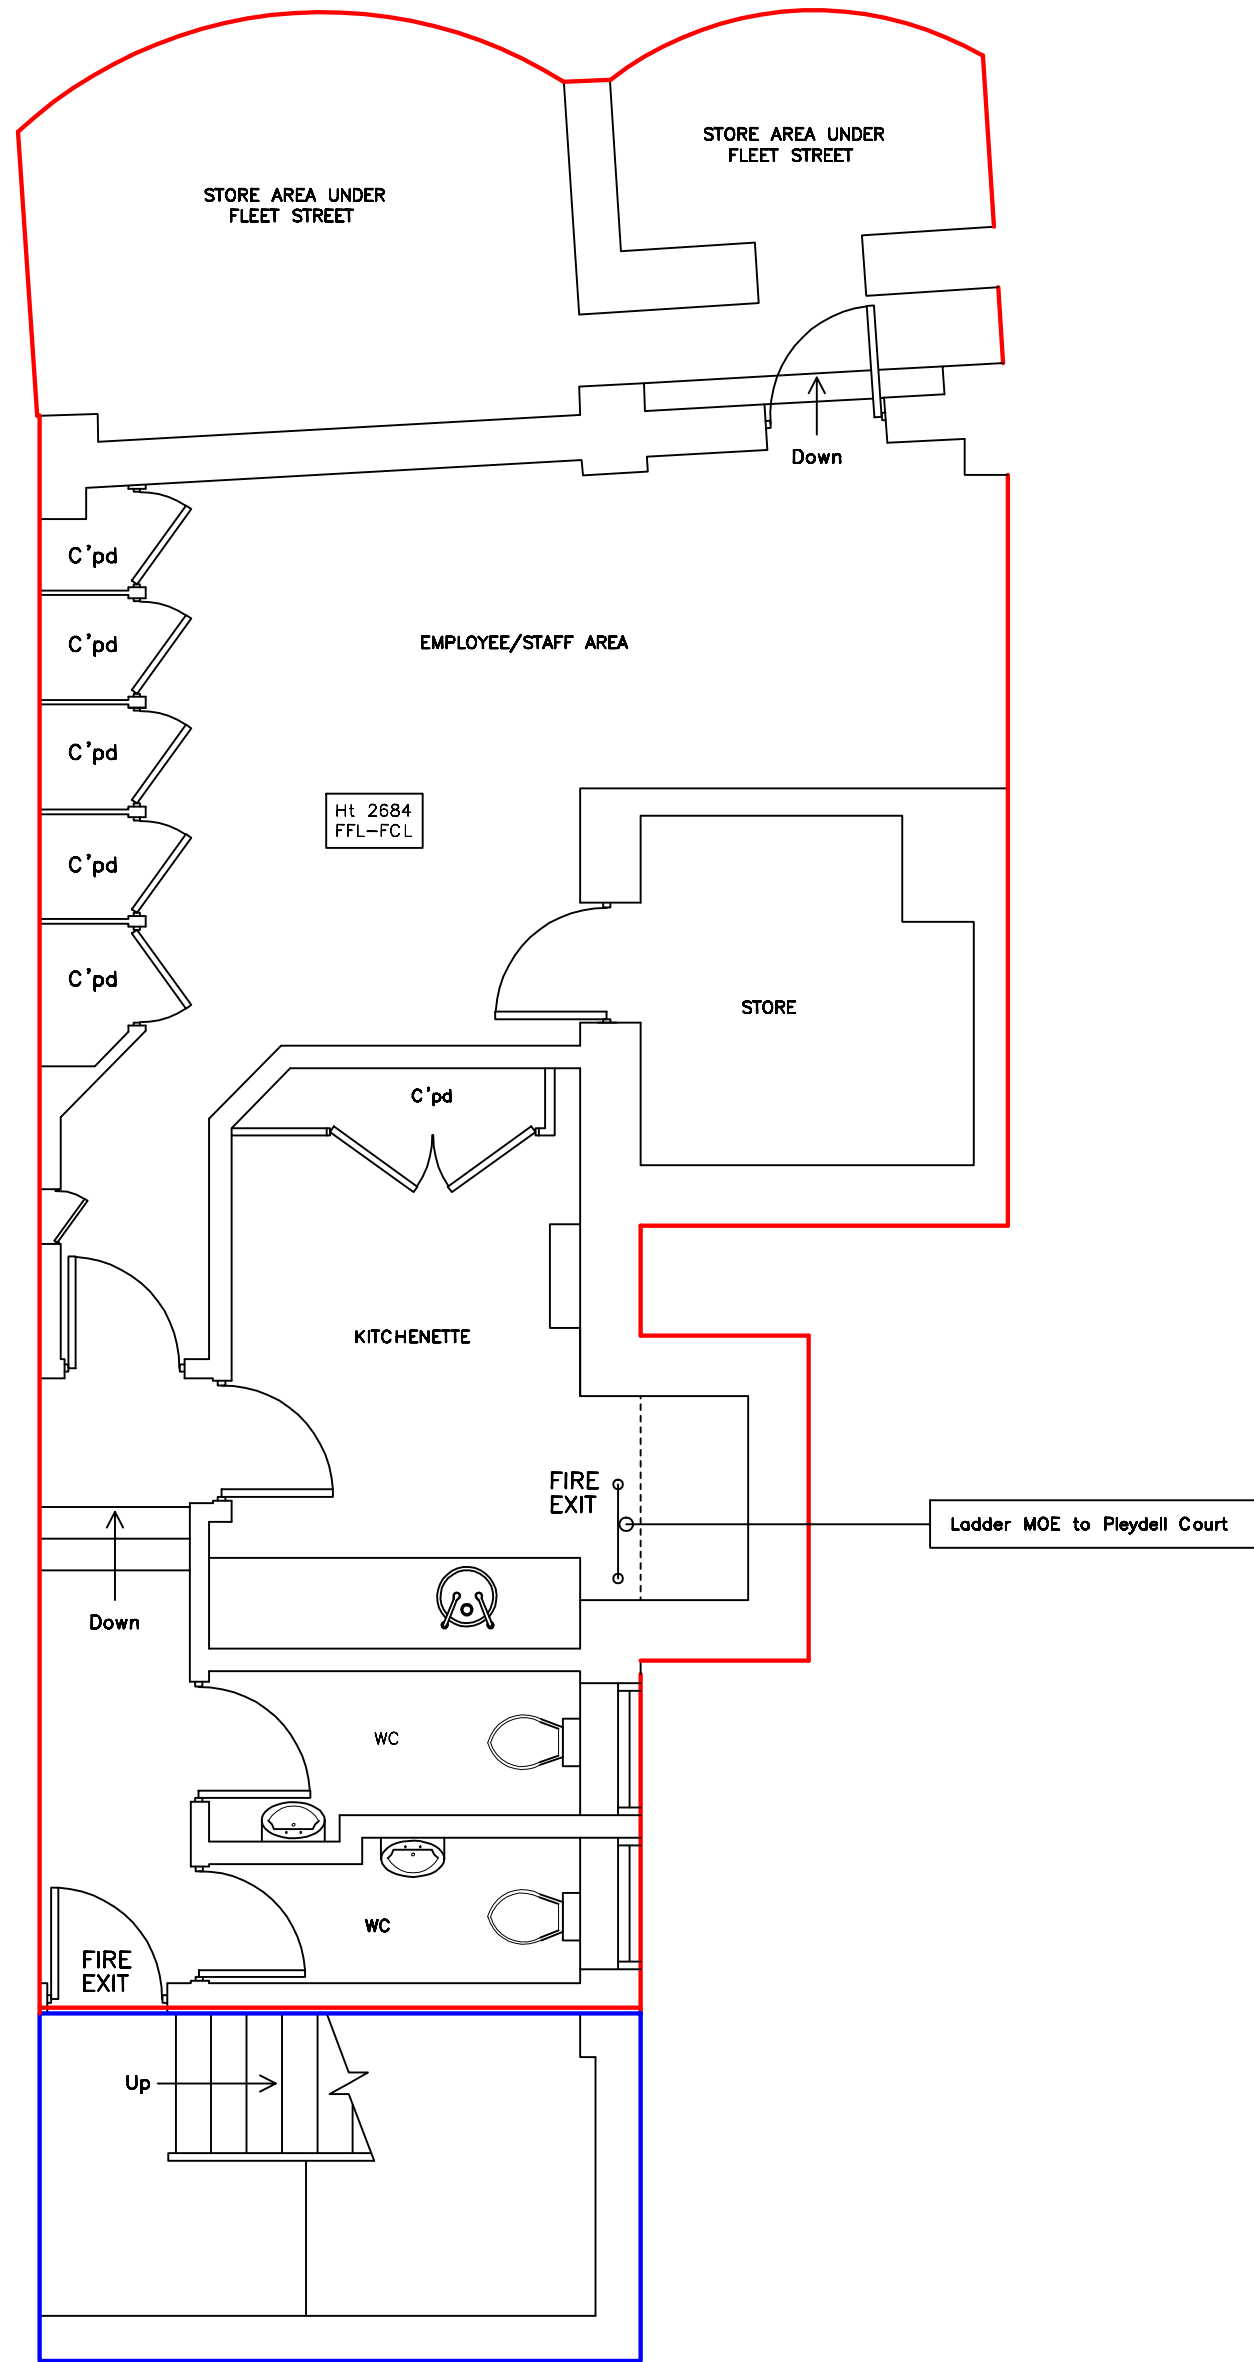 STORE AREA UNDER
FLEET STREET
STORE AREA UNDER
FLEET STREET
Down
C'pd
EMPLOYEE/STAFF AREA
C'pd
C'pd
Ht 2684
FFL-FCL
C'pd
C'pd
STORE
C'pd
KITCHENETTE
FIRE
EXIT
Ladder MOE to Pleydell Court
Down
WC
WC
FIRE
EXIT
Up